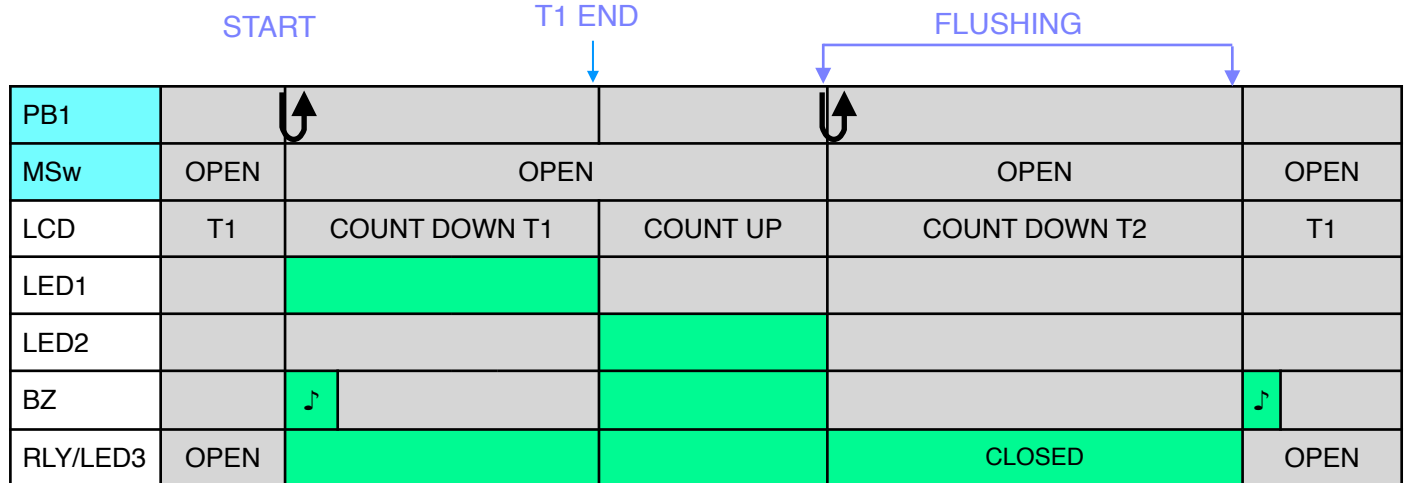 START T1 END FLUSHING
PB1
MSw OPEN OPEN OPEN OPEN
LCD T1 COUNT DOWN T1 COUNT UP COUNT DOWN T2 T1
LED1
LED2
BZ ♪ ♪
RLY/LED3 OPEN CLOSED OPEN